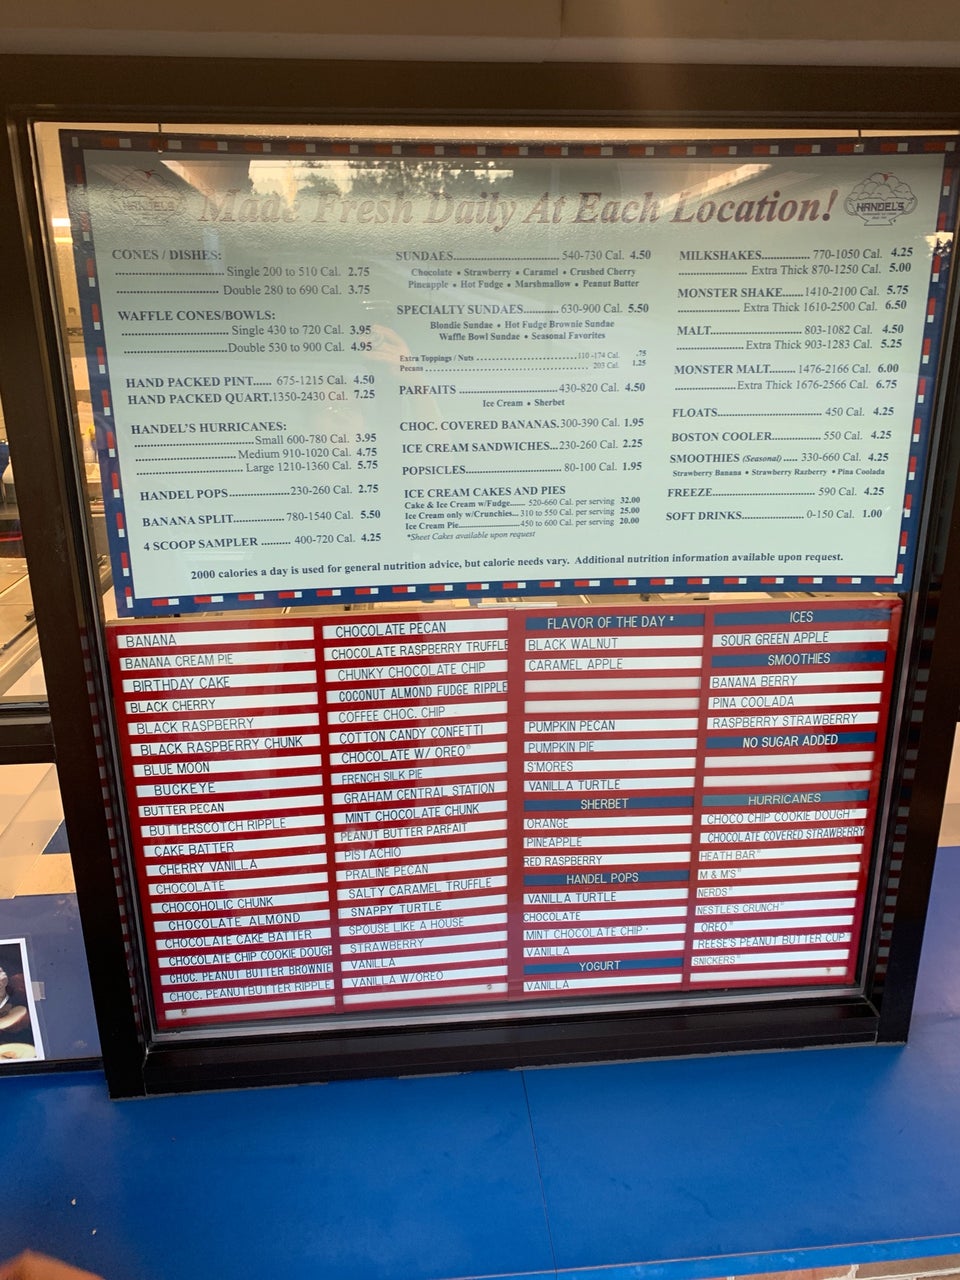 Made Fresh Daily At Each Location!
HANDEL'S
HANDEL'S
CONES / DISHES:
Single 200 to 510 Cal. 2.75
Double 280 to 690 Cal. 3.75
WAFFLE CONES/BOWLS:
Single 430 to 720 Cal. 3.95
Double 530 to 900 Cal. 4.95
HAND PACKED PINT...... 675-1215 Cal. 4.50
HAND PACKED QUART.1350-2430 Cal. 7.25
HANDEL'S HURRICANES:
Small 600-780 Cal. 3.95
Medium 910-1020 Cal. 4.75
Large 1210-1360 Cal. 5.75
HANDEL POPS....................230-260 Cal. 2.75
BANANA SPLIT................. 780-1540 Cal. 5.50
4 SCOOP SAMPLER .......... 400-720 Cal. 4.25
SUNDAES..........................540-730 Cal. 4.50
Chocolate • Strawberry • Caramel • Crushed Cherry
Pineapple • Hot Fudge • Marshmallow • Peanut Butter
SPECIALTY SUNDAES..........630-900 Cal. 5.50
Blondie Sundae • Hot Fudge Brownie Sundae
Waffle Bowl Sundae • Seasonal Favorites
Extra Toppings / Nuts ..........................110 -174 Cal. .75
Pecans ..........................203 Cal. 1.25
PARFAITS ..........................430-820 Cal. 4.50
Ice Cream • Sherbet
CHOC. COVERED BANANAS.300-390 Cal. 1.95
ICE CREAM SANDWICHES...230-260 Cal. 2.25
POPSICLES..........................80-100 Cal. 1.95
ICE CREAM CAKES AND PIES
Cake & Ice Cream w/Fudge..... 520-660 Cal. per serving 32.00
Ice Cream only w/Crunchies... 310 to 550 Cal. per serving 25.00
Ice Cream Pie....................450 to 600 Cal. per serving 20.00
*Sheet Cakes available upon request
MILKSHAKES.............. 770-1050 Cal. 4.25
Extra Thick 870-1250 Cal. 5.00
MONSTER SHAKE.......1410-2100 Cal. 5.75
Extra Thick 1610-2500 Cal. 6.50
MALT..........................803-1082 Cal. 4.50
Extra Thick 903-1283 Cal. 5.25
MONSTER MALT.........1476-2166 Cal. 6.00
Extra Thick 1676-2566 Cal. 6.75
FLOATS.......................... 450 Cal. 4.25
BOSTON COOLER.............. 550 Cal. 4.25
SMOOTHIES (Seasonal)..... 330-660 Cal. 4.25
Strawberry Banana • Strawberry Razberry • Pina Coolada
FREEZE.......................... 590 Cal. 4.25
SOFT DRINKS.................. 0-150 Cal. 1.00
2000 calories a day is used for general nutrition advice, but calorie needs vary. Additional nutrition information available upon request.
BANANA
BANANA CREAM PIE
BIRTHDAY CAKE
BLACK CHERRY
BLACK RASPBERRY
BLACK RASPBERRY CHUNK
BLUE MOON
BUCKEYE
BUTTER PECAN
BUTTERSCOTCH RIPPLE
CAKE BATTER
CHERRY VANILLA
CHOCOLATE
CHOCOHOLIC CHUNK
CHOCOLATE ALMOND
CHOCOLATE CAKE BATTER
CHOCOLATE CHIP COOKIE DOUGH
CHOC. PEANUT BUTTER BROWNIE
CHOC. PEANUTBUTTER RIPPLE
CHOCOLATE PECAN
CHOCOLATE RASPBERRY TRUFFLE
CHUNKY CHOCOLATE CHIP
COCONUT ALMOND FUDGE RIPPLE
COFFEE CHOC. CHIP
COTTON CANDY CONFETTI
CHOCOLATE W/ OREO®
FRENCH SILK PIE
GRAHAM CENTRAL STATION
MINT CHOCOLATE CHUNK
PEANUT BUTTER PARFAIT
PISTACHIO
PRALINE PECAN
SALTY CARAMEL TRUFFLE
SNAPPY TURTLE
SPOUSE LIKE A HOUSE
STRAWBERRY
VANILLA
VANILLA W/OREO
FLAVOR OF THE DAY *
BLACK WALNUT
CARAMEL APPLE
PUMPKIN PECAN
PUMPKIN PIE
S'MORES
VANILLA TURTLE
SHERBET
ORANGE
PINEAPPLE
RED RASPBERRY
HANDEL POPS
VANILLA TURTLE
CHOCOLATE
MINT CHOCOLATE CHIP
VANILLA
YOGURT
VANILLA
ICES
SOUR GREEN APPLE
SMOOTHIES
BANANA BERRY
PINA COOLADA
RASPBERRY STRAWBERRY
NO SUGAR ADDED
HURRICANES
CHOCO CHIP COOKIE DOUGH
CHOCOLATE COVERED STRAWBERRY
HEATH BAR®
M & M'S®
NERDS®
NESTLE'S CRUNCH®
OREO®
REESE'S PEANUT BUTTER CUP
SNICKERS®